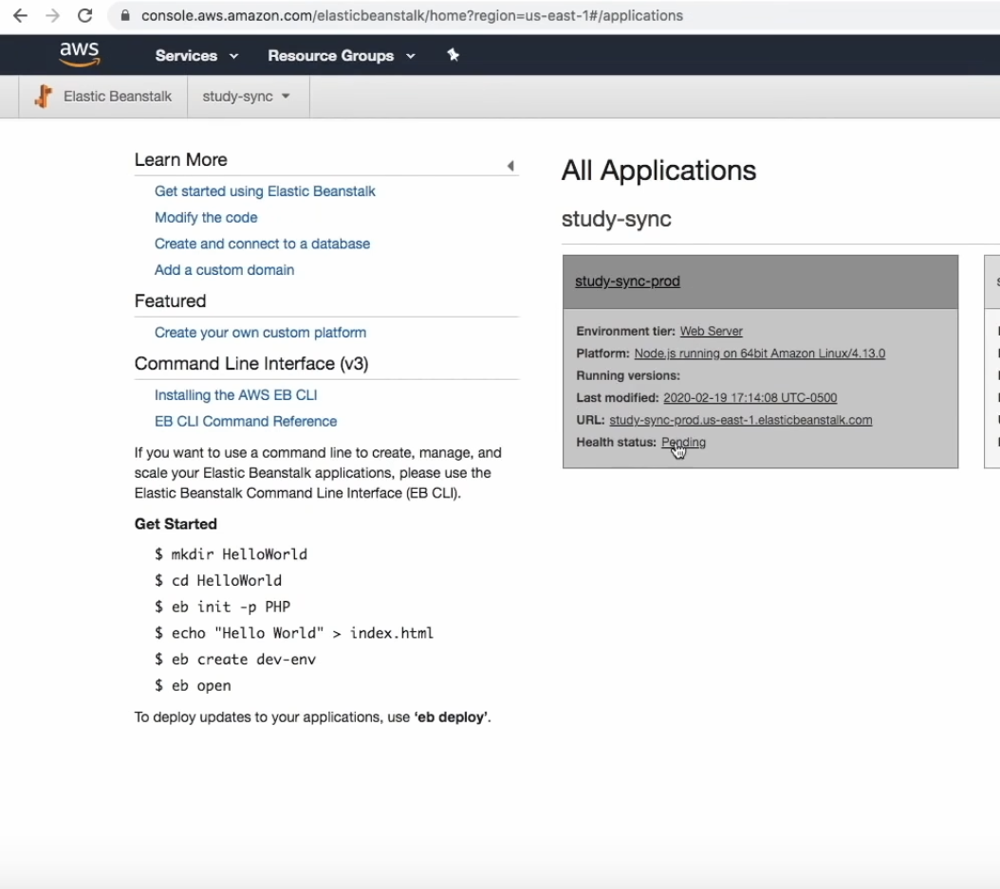 console.aws.amazon.com/elasticbeanstalk/home?region=us-east-1#/applications
aws Services Resource Groups
Elastic Beanstalk study-sync
Learn More
Get started using Elastic Beanstalk
Modify the code
Create and connect to a database
Add a custom domain
Featured
Create your own custom platform
Command Line Interface (v3)
Installing the AWS EB CLI
EB CLI Command Reference
If you want to use a command line to create, manage, and
scale your Elastic Beanstalk applications, please use the
Elastic Beanstalk Command Line Interface (EB CLI).
Get Started
$ mkdir HelloWorld
$ cd HelloWorld
$ eb init -p PHP
$ echo "Hello World" > index.html
$ eb create dev-env
$ eb open
To deploy updates to your applications, use ‘eb deploy’.
All Applications
study-sync
study-sync-prod
Environment tier: Web Server
Platform: Node.js running on 64bit Amazon Linux/4.13.0
Running versions:
Last modified: 2020-02-19 17:14:08 UTC-0500
URL: study-sync-prod.us-east-1.elasticbeanstalk.com
Health status: Pending